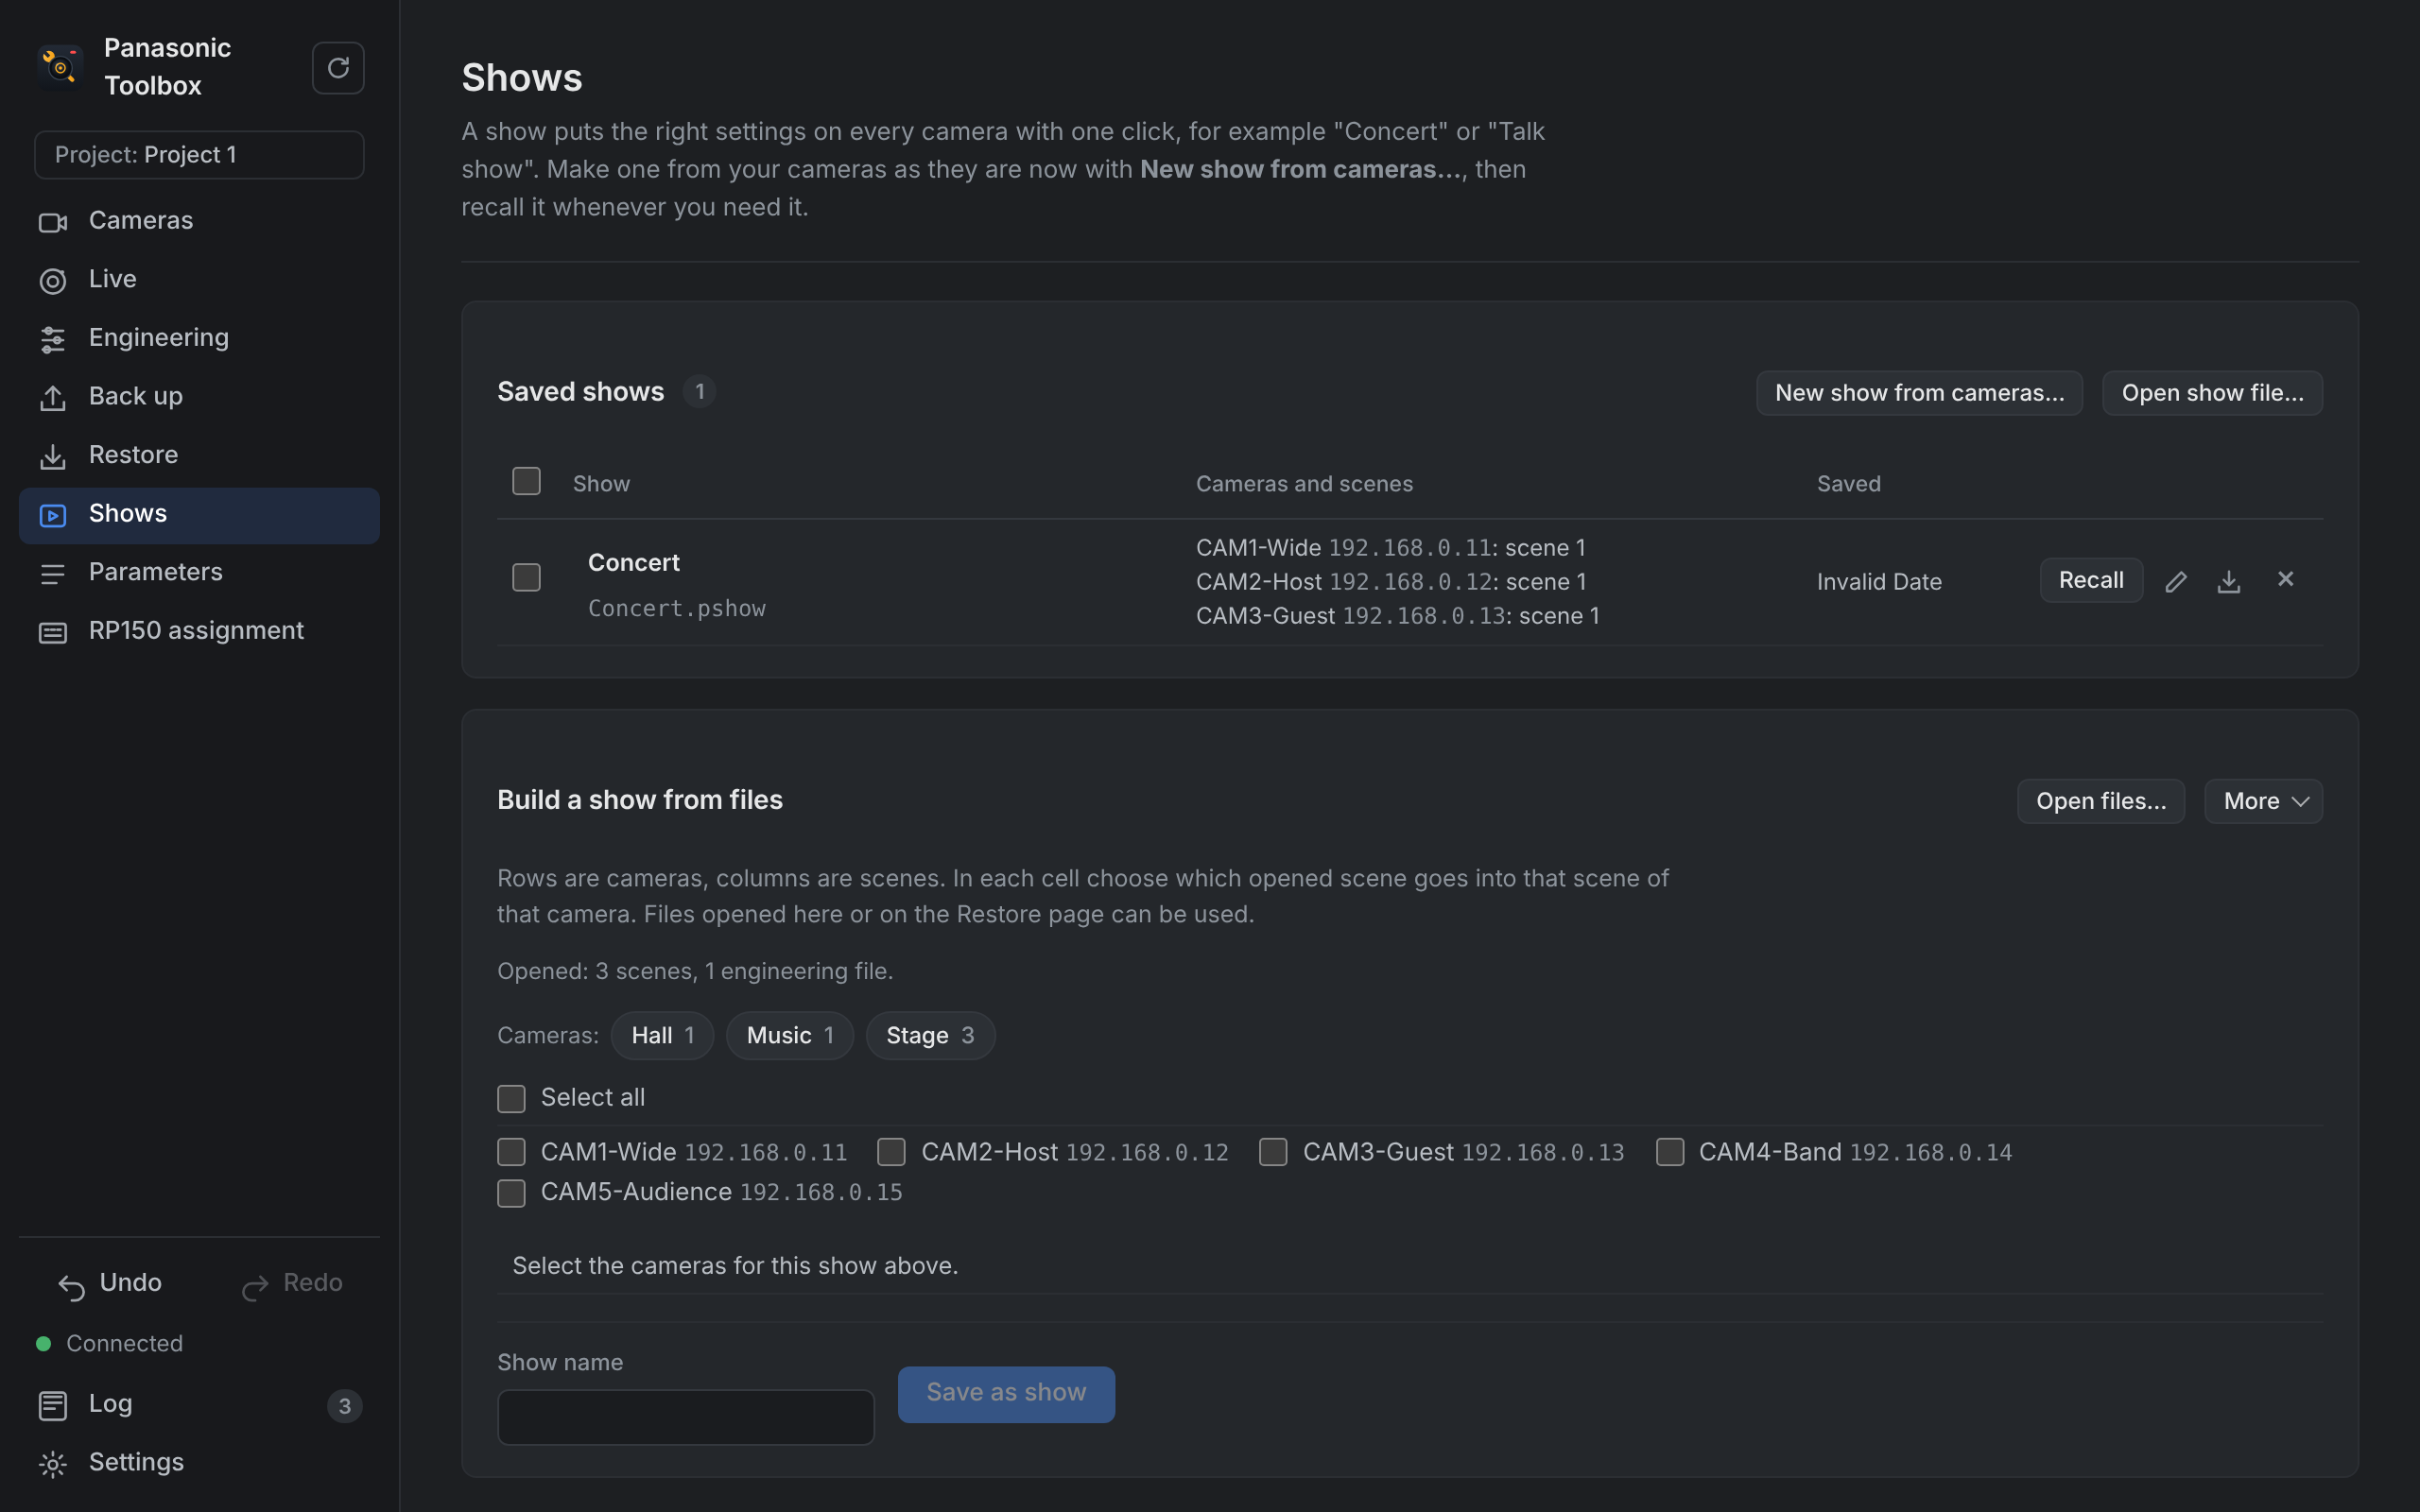 Panasonic
Toolbox
Project: Project 1
Cameras
Live
Engineering
Back up
Restore
Shows
Parameters
RP150 assignment
Undo
Redo
Connected
Log 3
Settings
Shows
A show puts the right settings on every camera with one click, for example "Concert" or "Talk
show". Make one from your cameras as they are now with New show from cameras..., then
recall it whenever you need it.
Saved shows 1
New show from cameras...
Open show file...
Show
Cameras and scenes
Saved
Concert
Concert.pshow
CAM1-Wide 192.168.0.11: scene 1
CAM2-Host 192.168.0.12: scene 1
CAM3-Guest 192.168.0.13: scene 1
Invalid Date
Recall
Build a show from files
Open files...
More
Rows are cameras, columns are scenes. In each cell choose which opened scene goes into that scene of
that camera. Files opened here or on the Restore page can be used.
Opened: 3 scenes, 1 engineering file.
Cameras: Hall 1 Music 1 Stage 3
Select all
CAM1-Wide 192.168.0.11 CAM2-Host 192.168.0.12 CAM3-Guest 192.168.0.13 CAM4-Band 192.168.0.14
CAM5-Audience 192.168.0.15
Select the cameras for this show above.
Show name
Save as show